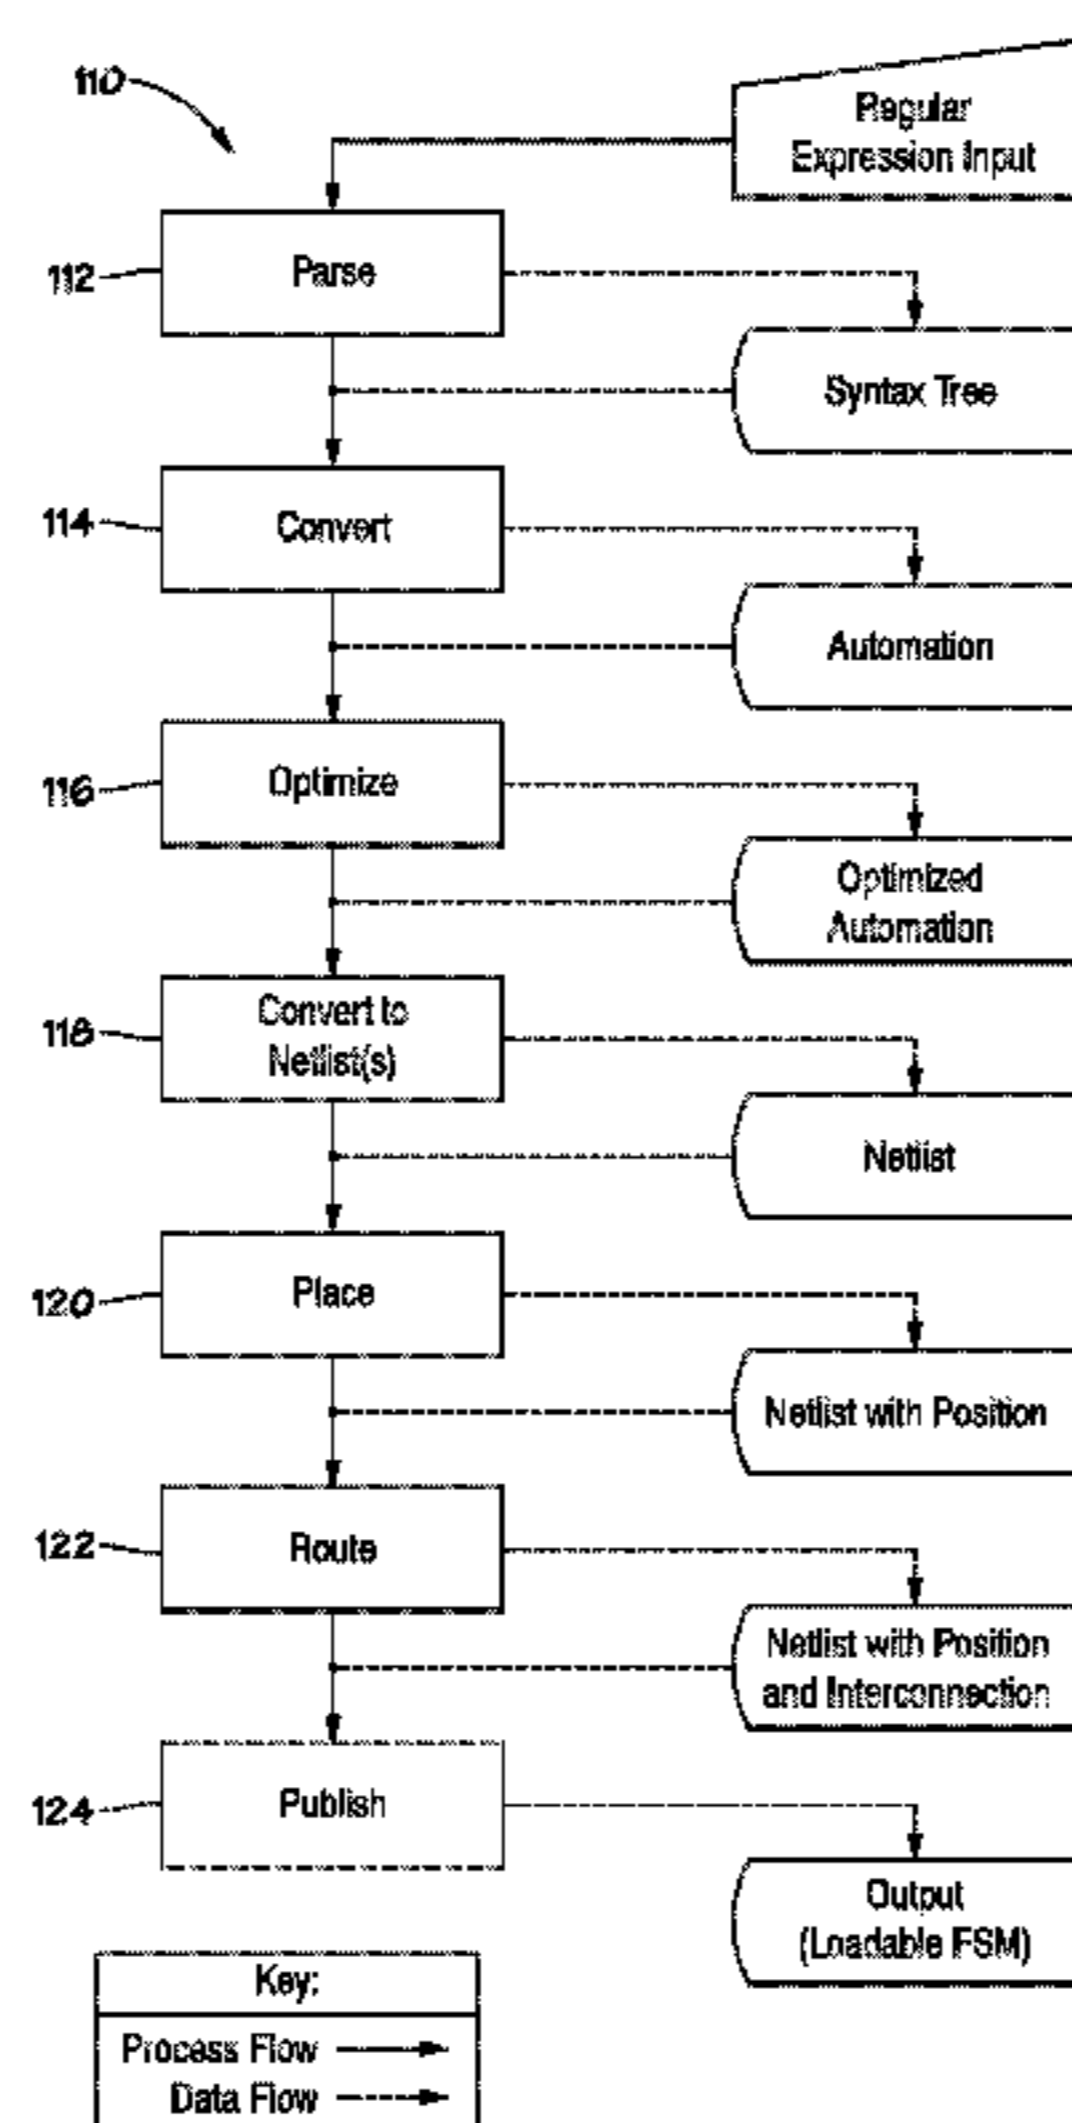 110
Regular
Expression Input
112
Parse
Syntax Tree
114
Convert
Automation
116
Optimize
Optimized
Automation
118
Convert to
Netlist(s)
Netlist
120
Place
Netlist with Position
122
Route
Netlist with Position
and Interconnection
124
Publish
Output
(Loadable FSM)
Key:
Process Flow
Data Flow